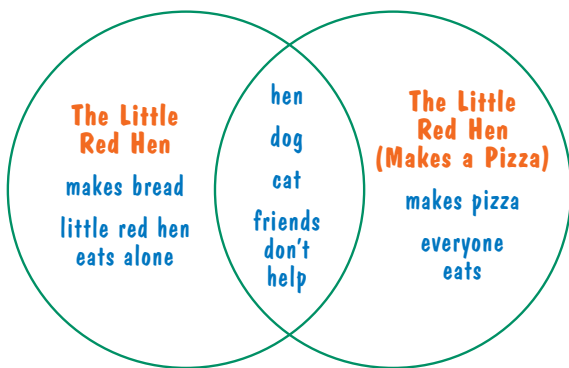 The Little
Red Hen
makes bread
little red hen
eats alone
hen
dog
cat
friends
don't
help
The Little
Red Hen
(Makes a Pizza)
makes pizza
everyone
eats